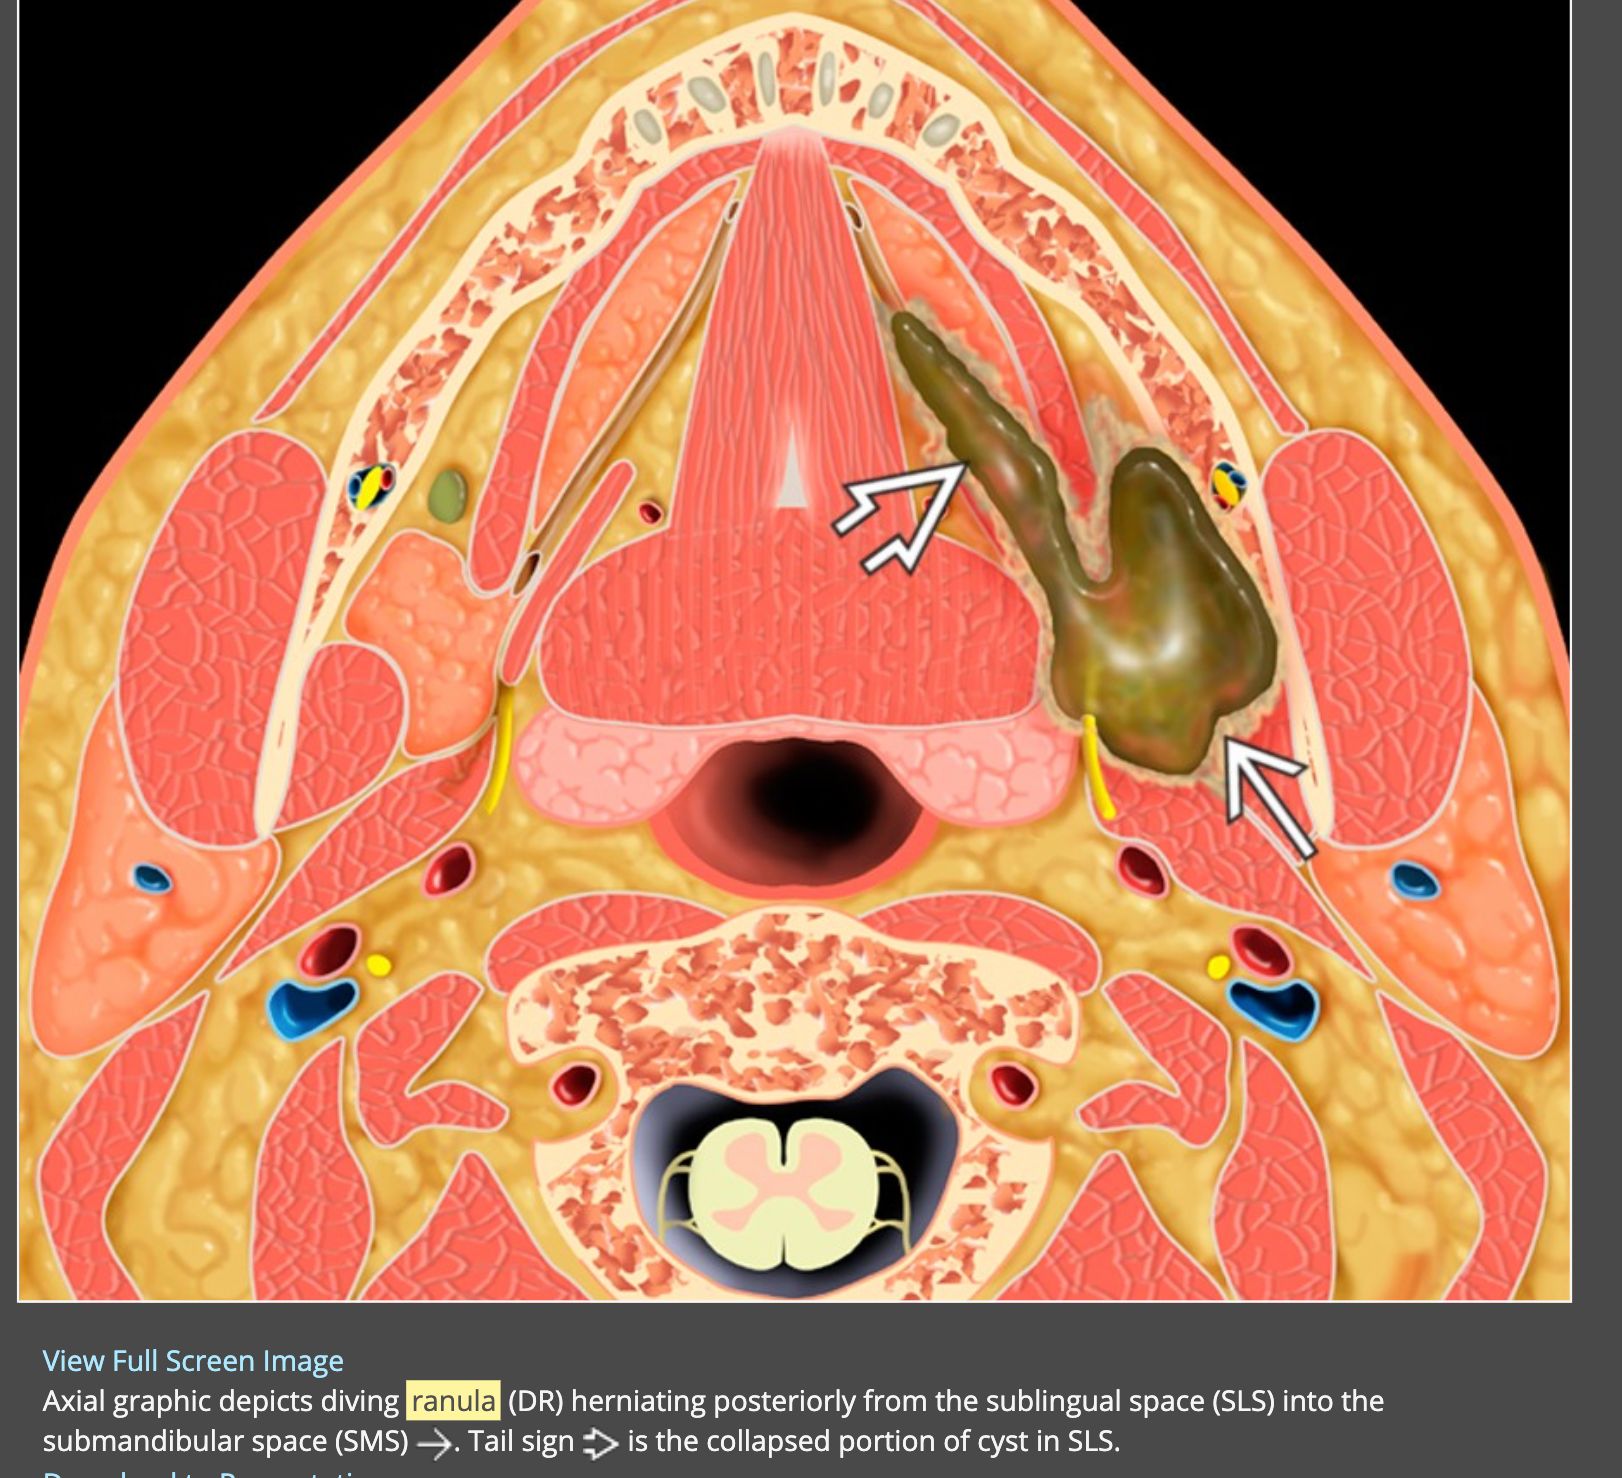 View Full Screen Image
Axial graphic depicts diving ranula (DR) herniating posteriorly from the sublingual space (SLS) into the
submandibular space (SMS) →. Tail sign ⇨ is the collapsed portion of cyst in SLS.